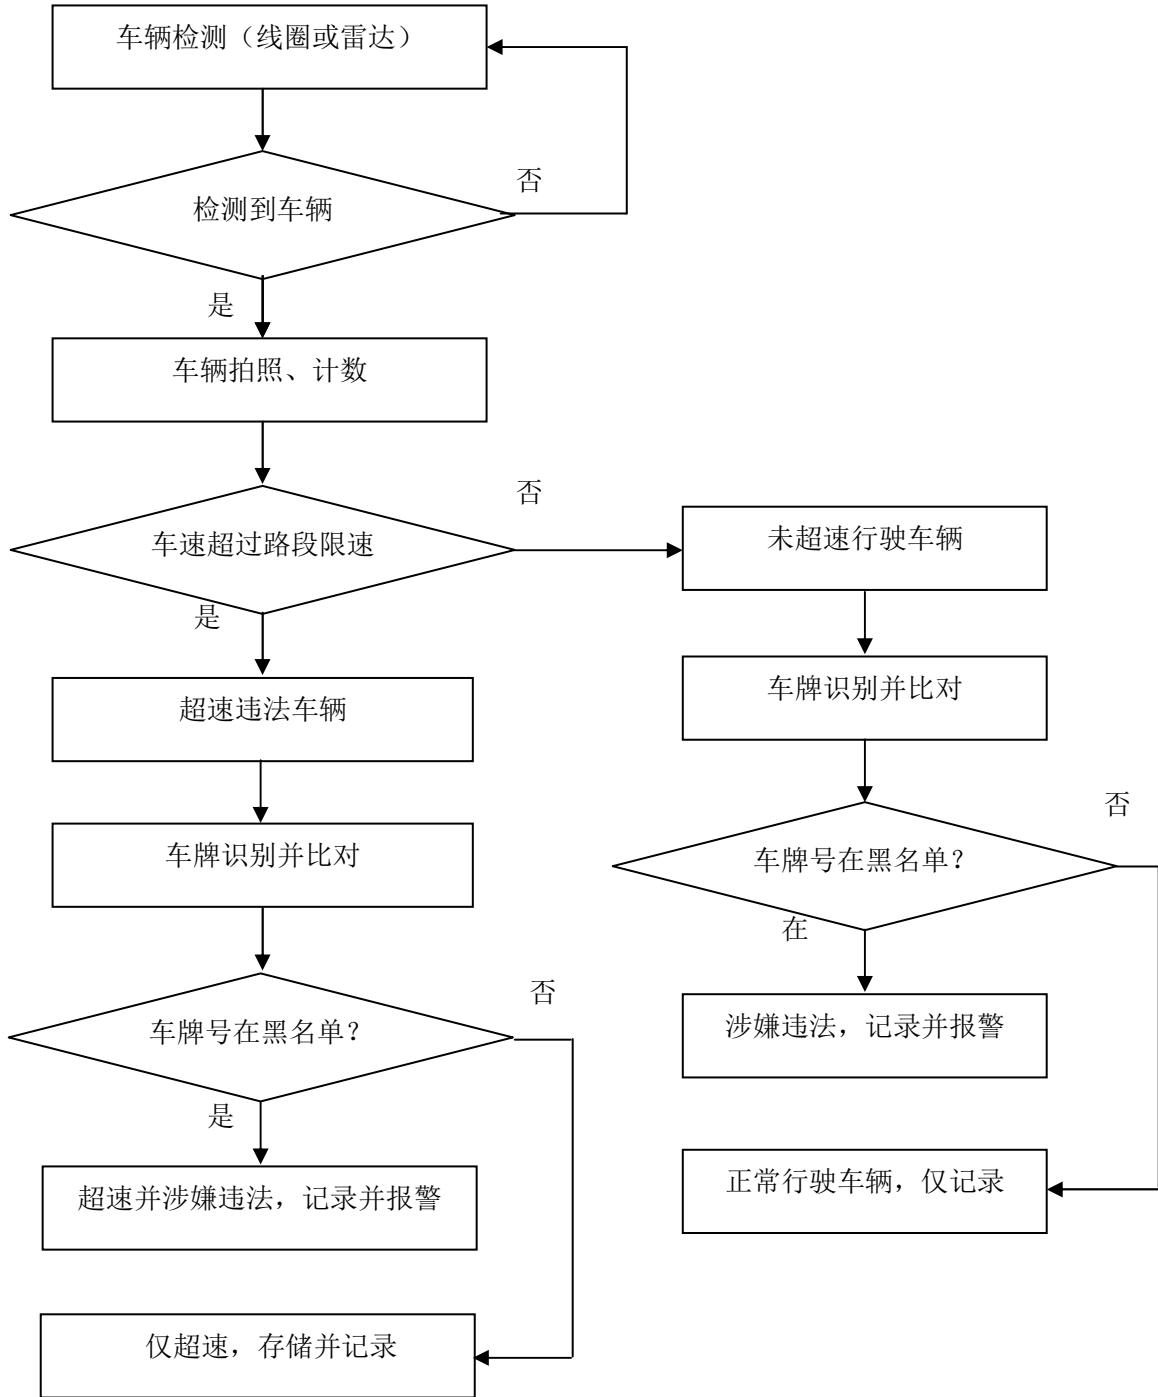 车辆检测（线圈或雷达）
否
检测到车辆
是
车辆拍照、计数
否
车速超过路段限速
未超速行驶车辆
是
车牌识别并比对
超速违法车辆
否
车牌识别并比对
车牌号在黑名单？
在
否
车牌号在黑名单？
涉嫌违法，记录并报警
是
超速并涉嫌违法，记录并报警
正常行驶车辆，仅记录
仅超速，存储并记录